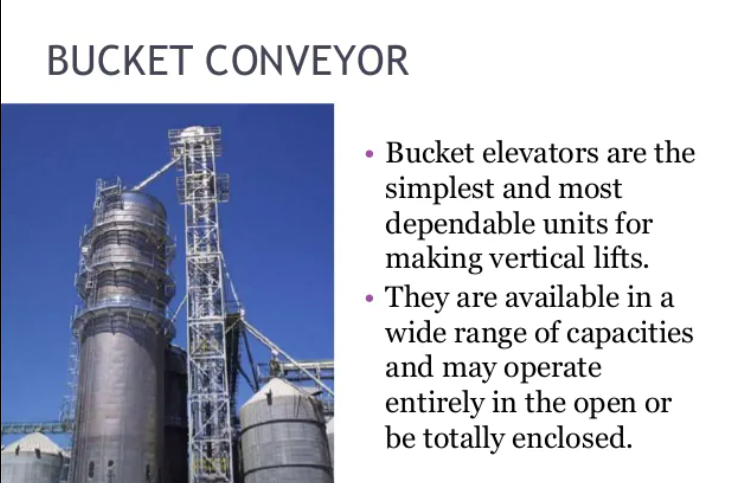 BUCKET CONVEYOR
• Bucket elevators are the
simplest and most
dependable units for
making vertical lifts.
• They are available in a
wide range of capacities
and may operate
entirely in the open or
be totally enclosed.